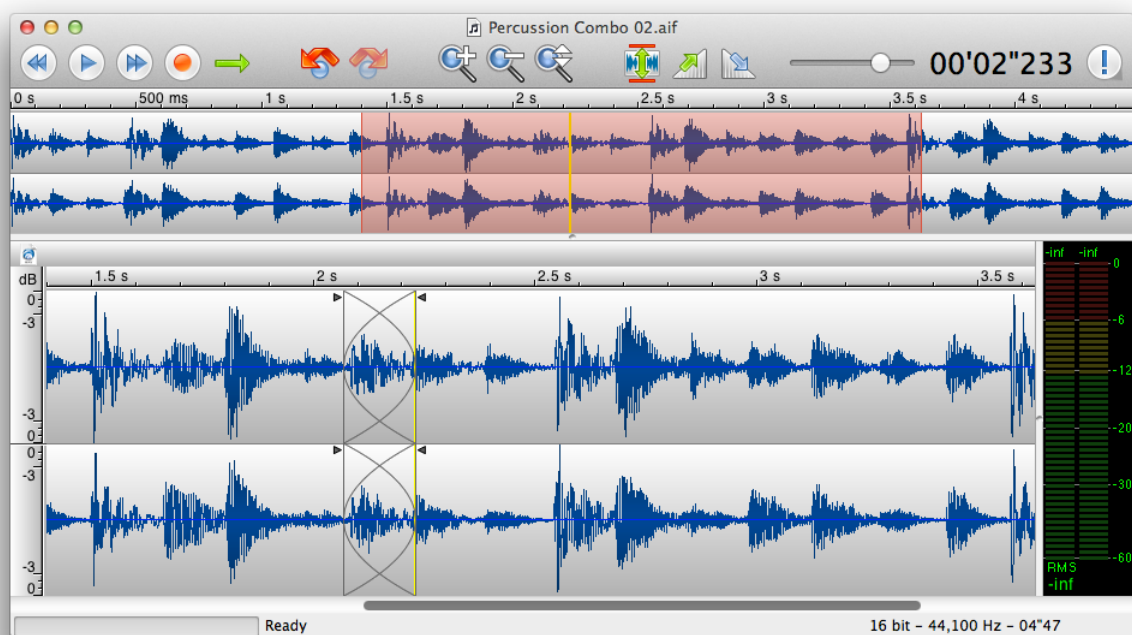 Percussion Combo 02.aif
00'02"233
0 s 500 ms 1 s 1.5 s 2 s 2.5 s 3 s 3.5 s 4 s
-inf -inf
dB 1.5 s 2 s 2.5 s 3 s 3.5 s
0
-3
-3
0
0
-3
-3
0
0
-6
-12
-20
-30
-60
RMS
-inf
Ready 16 bit – 44,100 Hz – 04"47